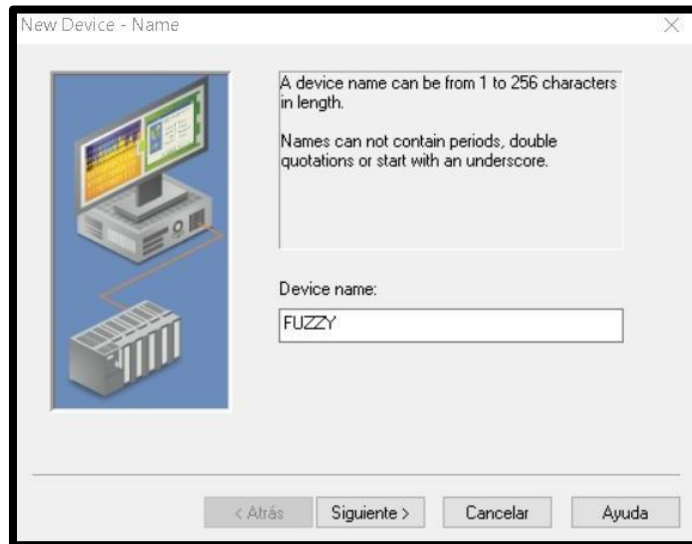 New Device - Name
A device name can be from 1 to 256 characters
in length.
Names can not contain periods, double
quotations or start with an underscore.
Device name:
FUZZY
< Atrás
Siguiente >
Cancelar
Ayuda